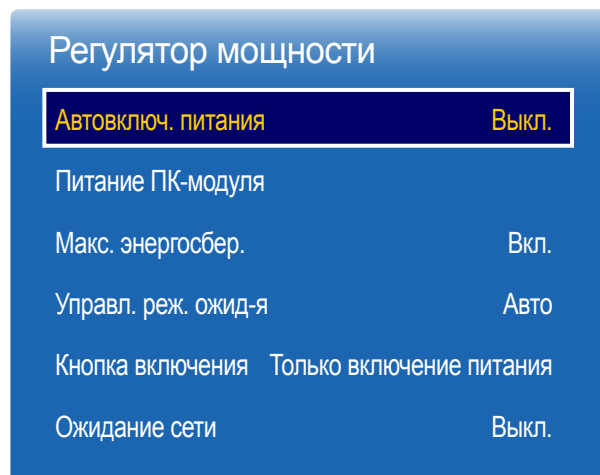 Регулятор мощности
Автовключ. питания Выкл.
Питание ПК-модуля
Макс. энергосбер. Вкл.
Управл. реж. ожид-я Авто
Кнопка включения Только включение питания
Ожидание сети Выкл.